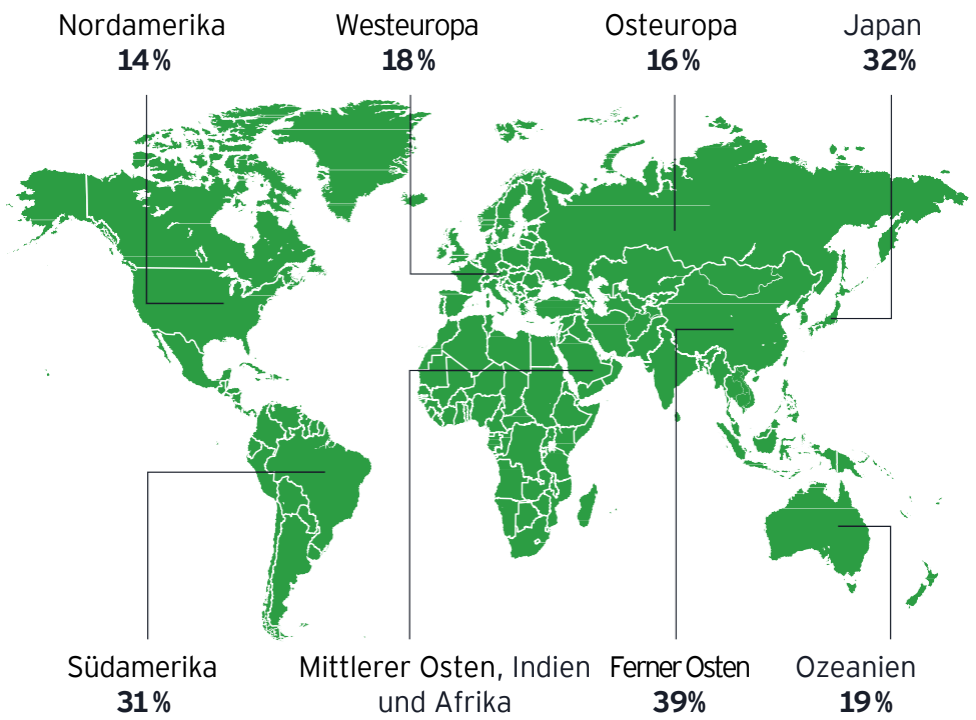 Nordamerika
14 %
Westeuropa
18 %
Osteuropa
16 %
Japan
32 %
Südamerika
31 %
Mittlerer Osten, Indien
und Afrika
Ferner Osten
39%
Ozeanien
19 %